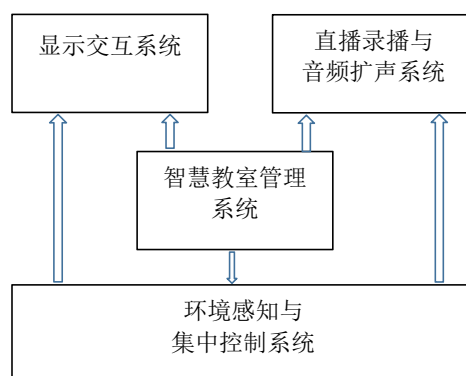 显示交互系统
直播录播与
音频扩声系统
智慧教室管理
系统
环境感知与
集中控制系统